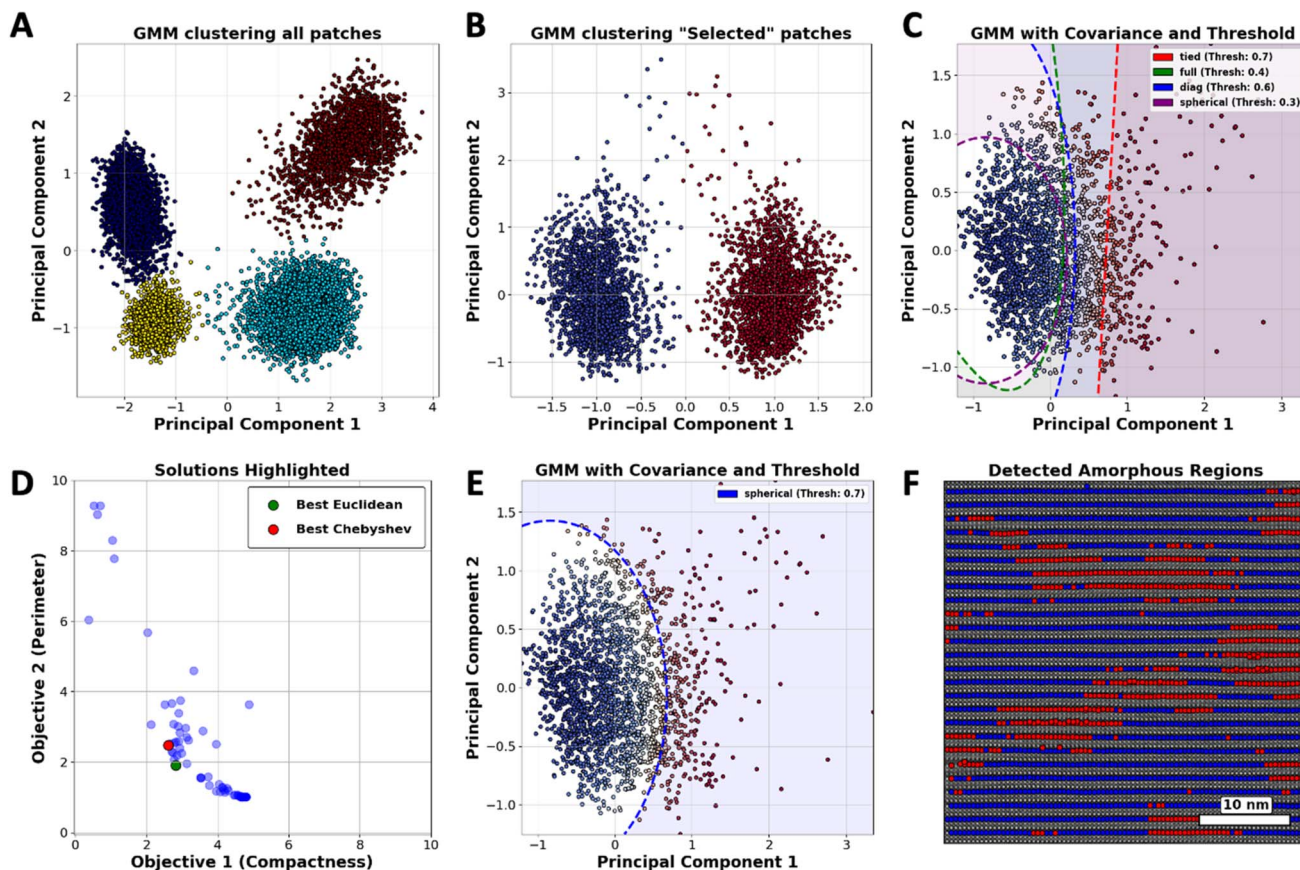 A
GMM clustering all patches
Principal Component 2
2
1
0
−1
−2
−1
0
1
2
3
4
Principal Component 1
B
GMM clustering "Selected" patches
Principal Component 2
3
2
1
0
−1
−1.5
−1.0
−0.5
0.0
0.5
1.0
1.5
2.0
Principal Component 1
C
GMM with Covariance and Threshold
tied (Thresh: 0.7)
full (Thresh: 0.4)
diag (Thresh: 0.6)
spherical (Thresh: 0.3)
Principal Component 2
1.5
1.0
0.5
0.0
−0.5
−1.0
−1
0
1
2
3
Principal Component 1
D
Solutions Highlighted
Best Euclidean
Best Chebyshev
Objective 2 (Perimeter)
10
8
6
4
2
0
0
2
4
6
8
10
Objective 1 (Compactness)
E
GMM with Covariance and Threshold
spherical (Thresh: 0.7)
Principal Component 2
1.5
1.0
0.5
0.0
−0.5
−1.0
−1
0
1
2
3
Principal Component 1
F
Detected Amorphous Regions
10 nm